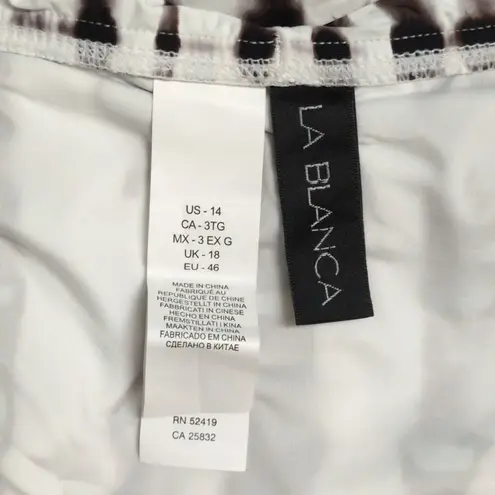 US - 14
CA - 3TG
MX - 3 EX G
UK - 18
EU - 46
MADE IN CHINA
FABRIQUÉ AU
RÉPUBLIQUE DE CHINE
HERGESTELLT IN CHINA
FABBRICATI IN CINESE
HECHO EN CHINA
FREMSTILLAT I KINA
MAAKTEN IN CHINA
FABRICADO EM CHINA
СДЕЛАНО В КИТАЕ
RN 52419
CA 25832
LA BLANCA